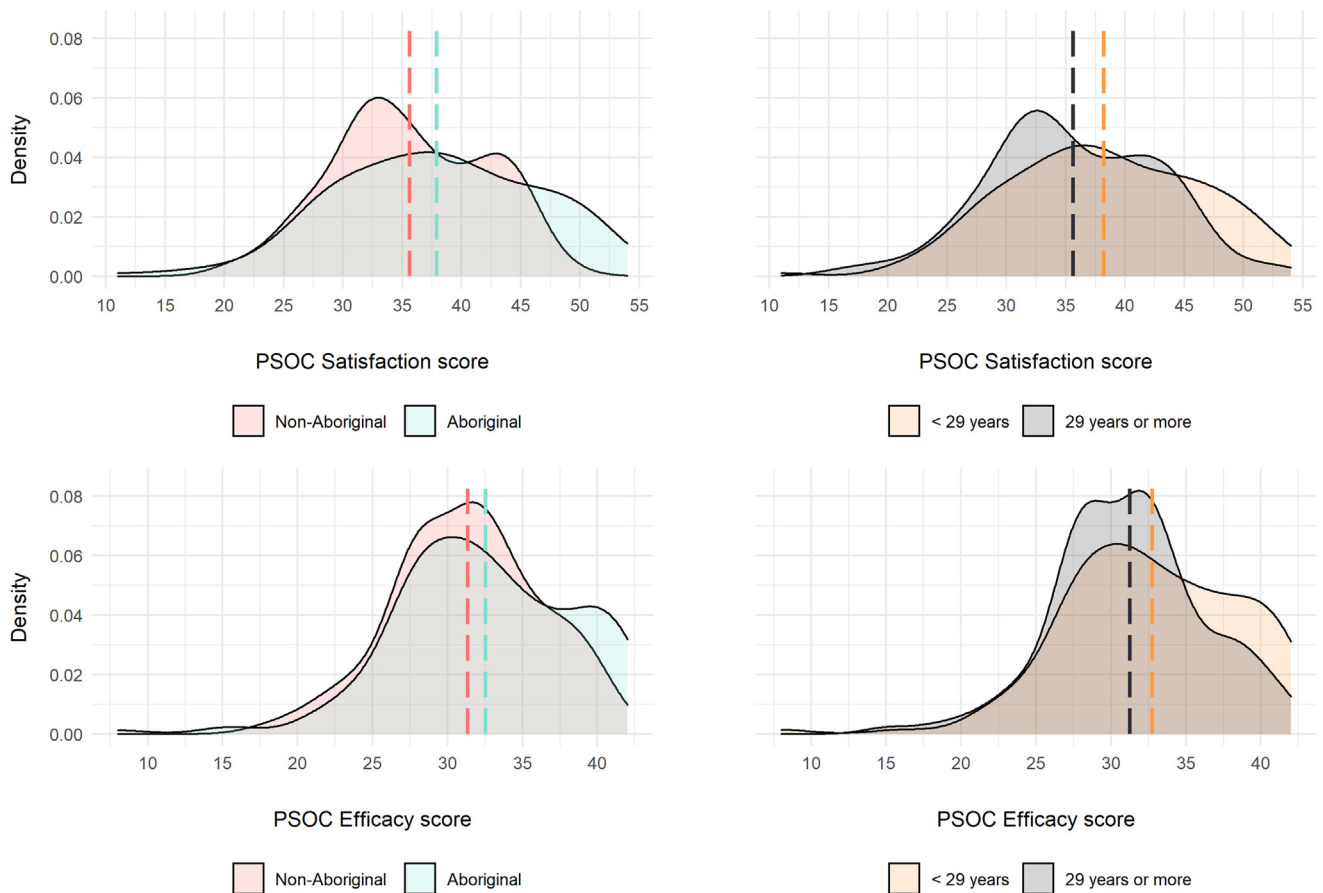 0.08
0.06
0.04
0.02
0.00
Density
10 15 20 25 30 35 40 45 50 55
PSOC Satisfaction score
Non-Aboriginal Aboriginal
10 15 20 25 30 35 40 45 50 55
PSOC Satisfaction score
< 29 years 29 years or more
0.08
0.06
0.04
0.02
0.00
Density
10 15 20 25 30 35 40
PSOC Efficacy score
Non-Aboriginal Aboriginal
10 15 20 25 30 35 40
PSOC Efficacy score
< 29 years 29 years or more